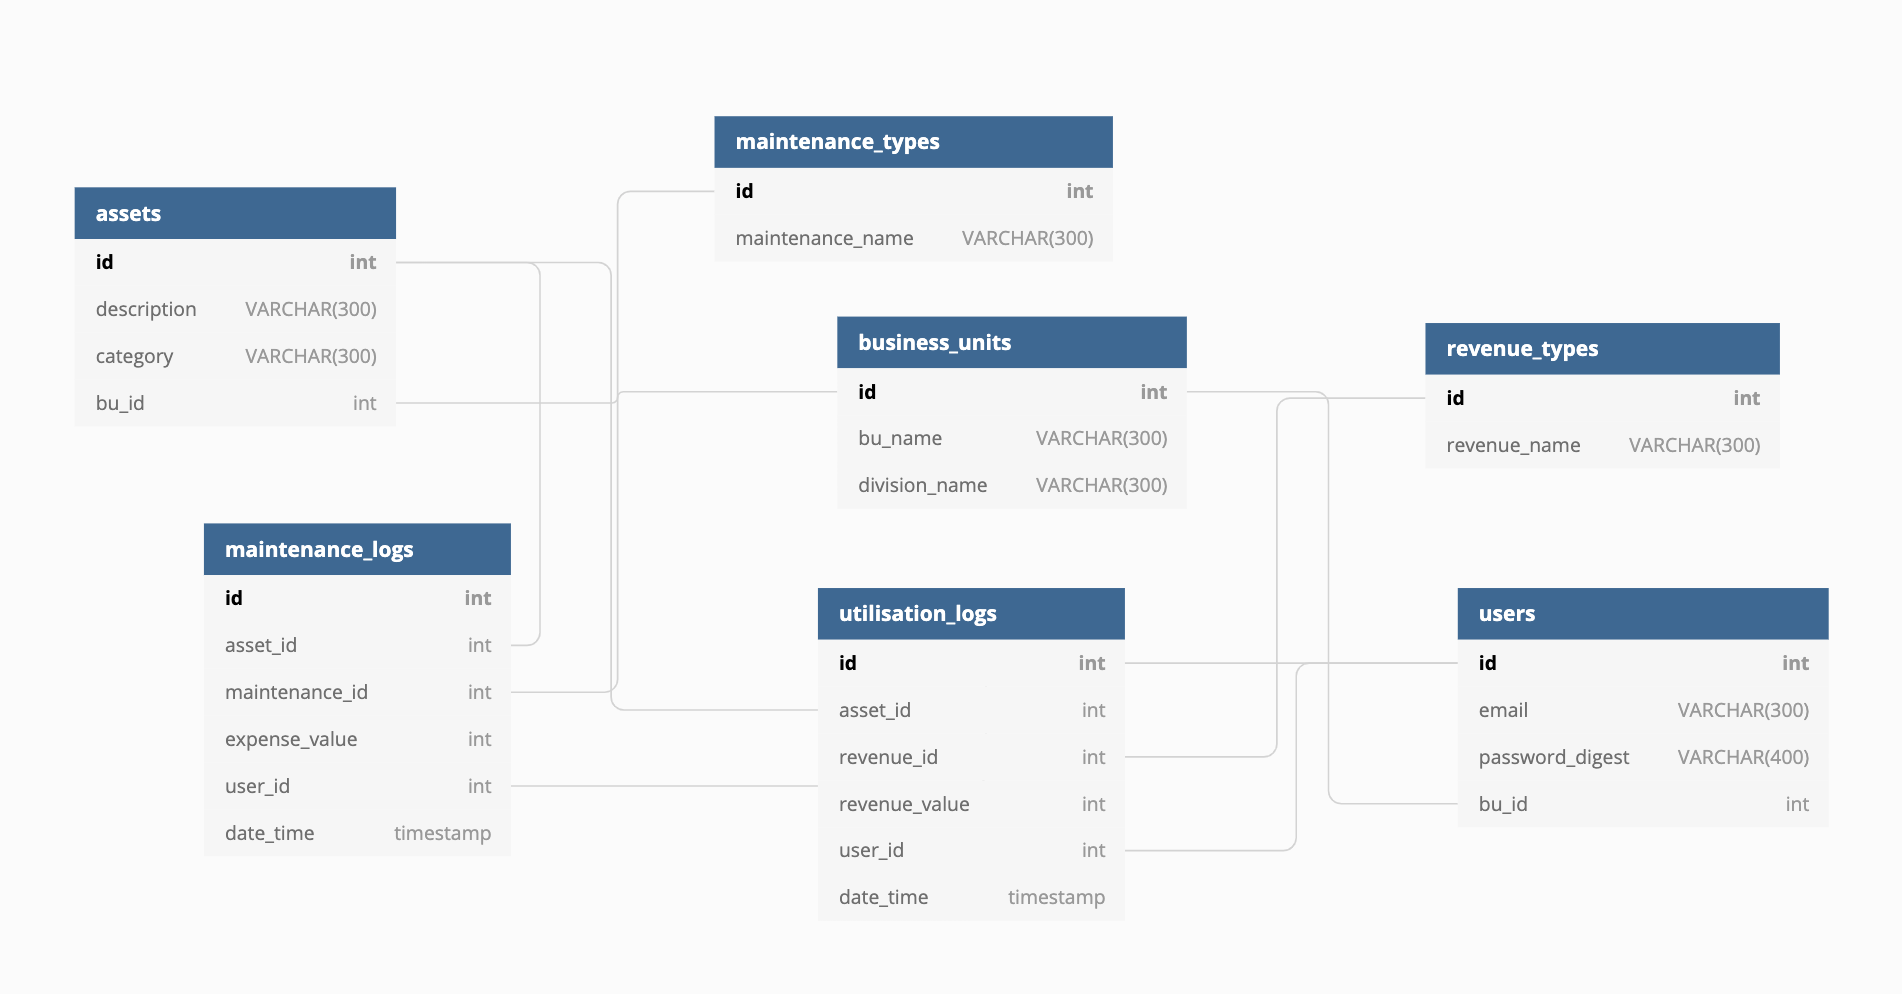 maintenance_types
id int
maintenance_name VARCHAR(300)
assets
id int
description VARCHAR(300)
category VARCHAR(300)
bu_id int
business_units
id int
bu_name VARCHAR(300)
division_name VARCHAR(300)
revenue_types
id int
revenue_name VARCHAR(300)
maintenance_logs
id int
asset_id int
maintenance_id int
expense_value int
user_id int
date_time timestamp
utilisation_logs
id int
asset_id int
revenue_id int
revenue_value int
user_id int
date_time timestamp
users
id int
email VARCHAR(300)
password_digest VARCHAR(400)
bu_id int